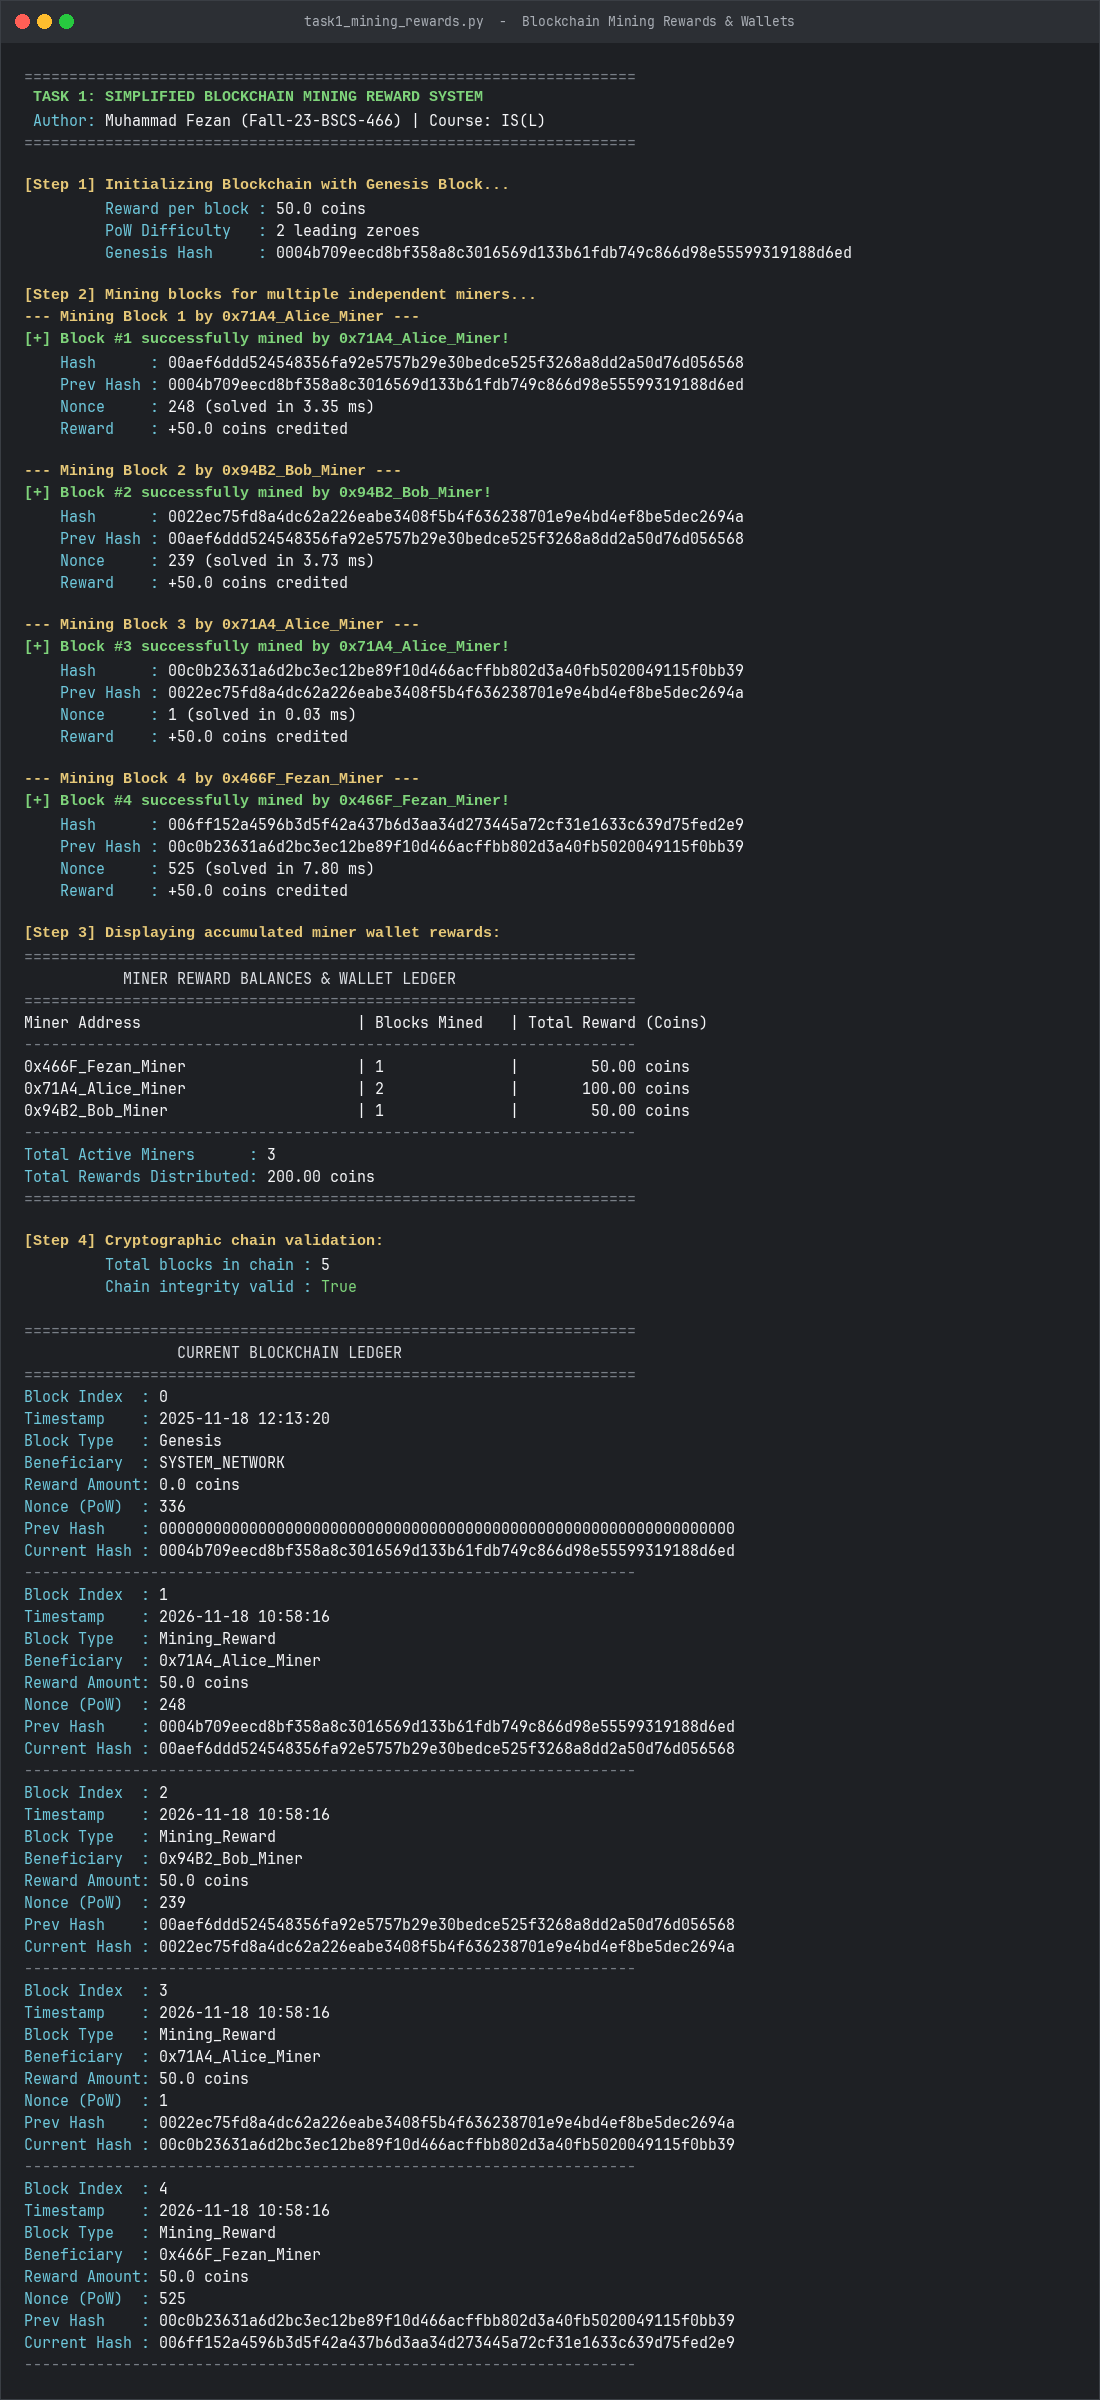 task1_mining_rewards.py  -  Blockchain Mining Rewards & Wallets
====================================================================
 TASK 1: SIMPLIFIED BLOCKCHAIN MINING REWARD SYSTEM
 Author: Muhammad Fezan (Fall-23-BSCS-466) | Course: IS(L)
====================================================================
[Step 1] Initializing Blockchain with Genesis Block...
         Reward per block : 50.0 coins
         PoW Difficulty   : 2 leading zeroes
         Genesis Hash     : 0004b709eecd8bf358a8c3016569d133b61fdb749c866d98e55599319188d6ed
[Step 2] Mining blocks for multiple independent miners...
--- Mining Block 1 by 0x71A4_Alice_Miner ---
[+] Block #1 successfully mined by 0x71A4_Alice_Miner!
    Hash      : 00aef6ddd524548356fa92e5757b29e30bedce525f3268a8dd2a50d76d056568
    Prev Hash : 0004b709eecd8bf358a8c3016569d133b61fdb749c866d98e55599319188d6ed
    Nonce     : 248 (solved in 3.35 ms)
    Reward    : +50.0 coins credited
--- Mining Block 2 by 0x94B2_Bob_Miner ---
[+] Block #2 successfully mined by 0x94B2_Bob_Miner!
    Hash      : 0022ec75fd8a4dc62a226eabe3408f5b4f636238701e9e4bd4ef8be5dec2694a
    Prev Hash : 00aef6ddd524548356fa92e5757b29e30bedce525f3268a8dd2a50d76d056568
    Nonce     : 239 (solved in 3.73 ms)
    Reward    : +50.0 coins credited
--- Mining Block 3 by 0x71A4_Alice_Miner ---
[+] Block #3 successfully mined by 0x71A4_Alice_Miner!
    Hash      : 00c0b23631a6d2bc3ec12be89f10d466acffbb802d3a40fb5020049115f0bb39
    Prev Hash : 0022ec75fd8a4dc62a226eabe3408f5b4f636238701e9e4bd4ef8be5dec2694a
    Nonce     : 1 (solved in 0.03 ms)
    Reward    : +50.0 coins credited
--- Mining Block 4 by 0x466F_Fezan_Miner ---
[+] Block #4 successfully mined by 0x466F_Fezan_Miner!
    Hash      : 006ff152a4596b3d5f42a437b6d3aa34d273445a72cf31e1633c639d75fed2e9
    Prev Hash : 00c0b23631a6d2bc3ec12be89f10d466acffbb802d3a40fb5020049115f0bb39
    Nonce     : 525 (solved in 7.80 ms)
    Reward    : +50.0 coins credited
[Step 3] Displaying accumulated miner wallet rewards:
====================================================================
           MINER REWARD BALANCES & WALLET LEDGER
====================================================================
Miner Address                        | Blocks Mined   | Total Reward (Coins)
--------------------------------------------------------------------
0x466F_Fezan_Miner                   | 1              |        50.00 coins
0x71A4_Alice_Miner                   | 2              |       100.00 coins
0x94B2_Bob_Miner                     | 1              |        50.00 coins
--------------------------------------------------------------------
Total Active Miners      : 3
Total Rewards Distributed: 200.00 coins
====================================================================
[Step 4] Cryptographic chain validation:
         Total blocks in chain : 5
         Chain integrity valid : True
====================================================================
                 CURRENT BLOCKCHAIN LEDGER
====================================================================
Block Index  : 0
Timestamp    : 2025-11-18 12:13:20
Block Type   : Genesis
Beneficiary  : SYSTEM_NETWORK
Reward Amount: 0.0 coins
Nonce (PoW)  : 336
Prev Hash    : 0000000000000000000000000000000000000000000000000000000000000000
Current Hash : 0004b709eecd8bf358a8c3016569d133b61fdb749c866d98e55599319188d6ed
--------------------------------------------------------------------
Block Index  : 1
Timestamp    : 2026-11-18 10:58:16
Block Type   : Mining_Reward
Beneficiary  : 0x71A4_Alice_Miner
Reward Amount: 50.0 coins
Nonce (PoW)  : 248
Prev Hash    : 0004b709eecd8bf358a8c3016569d133b61fdb749c866d98e55599319188d6ed
Current Hash : 00aef6ddd524548356fa92e5757b29e30bedce525f3268a8dd2a50d76d056568
--------------------------------------------------------------------
Block Index  : 2
Timestamp    : 2026-11-18 10:58:16
Block Type   : Mining_Reward
Beneficiary  : 0x94B2_Bob_Miner
Reward Amount: 50.0 coins
Nonce (PoW)  : 239
Prev Hash    : 00aef6ddd524548356fa92e5757b29e30bedce525f3268a8dd2a50d76d056568
Current Hash : 0022ec75fd8a4dc62a226eabe3408f5b4f636238701e9e4bd4ef8be5dec2694a
--------------------------------------------------------------------
Block Index  : 3
Timestamp    : 2026-11-18 10:58:16
Block Type   : Mining_Reward
Beneficiary  : 0x71A4_Alice_Miner
Reward Amount: 50.0 coins
Nonce (PoW)  : 1
Prev Hash    : 0022ec75fd8a4dc62a226eabe3408f5b4f636238701e9e4bd4ef8be5dec2694a
Current Hash : 00c0b23631a6d2bc3ec12be89f10d466acffbb802d3a40fb5020049115f0bb39
--------------------------------------------------------------------
Block Index  : 4
Timestamp    : 2026-11-18 10:58:16
Block Type   : Mining_Reward
Beneficiary  : 0x466F_Fezan_Miner
Reward Amount: 50.0 coins
Nonce (PoW)  : 525
Prev Hash    : 00c0b23631a6d2bc3ec12be89f10d466acffbb802d3a40fb5020049115f0bb39
Current Hash : 006ff152a4596b3d5f42a437b6d3aa34d273445a72cf31e1633c639d75fed2e9
--------------------------------------------------------------------